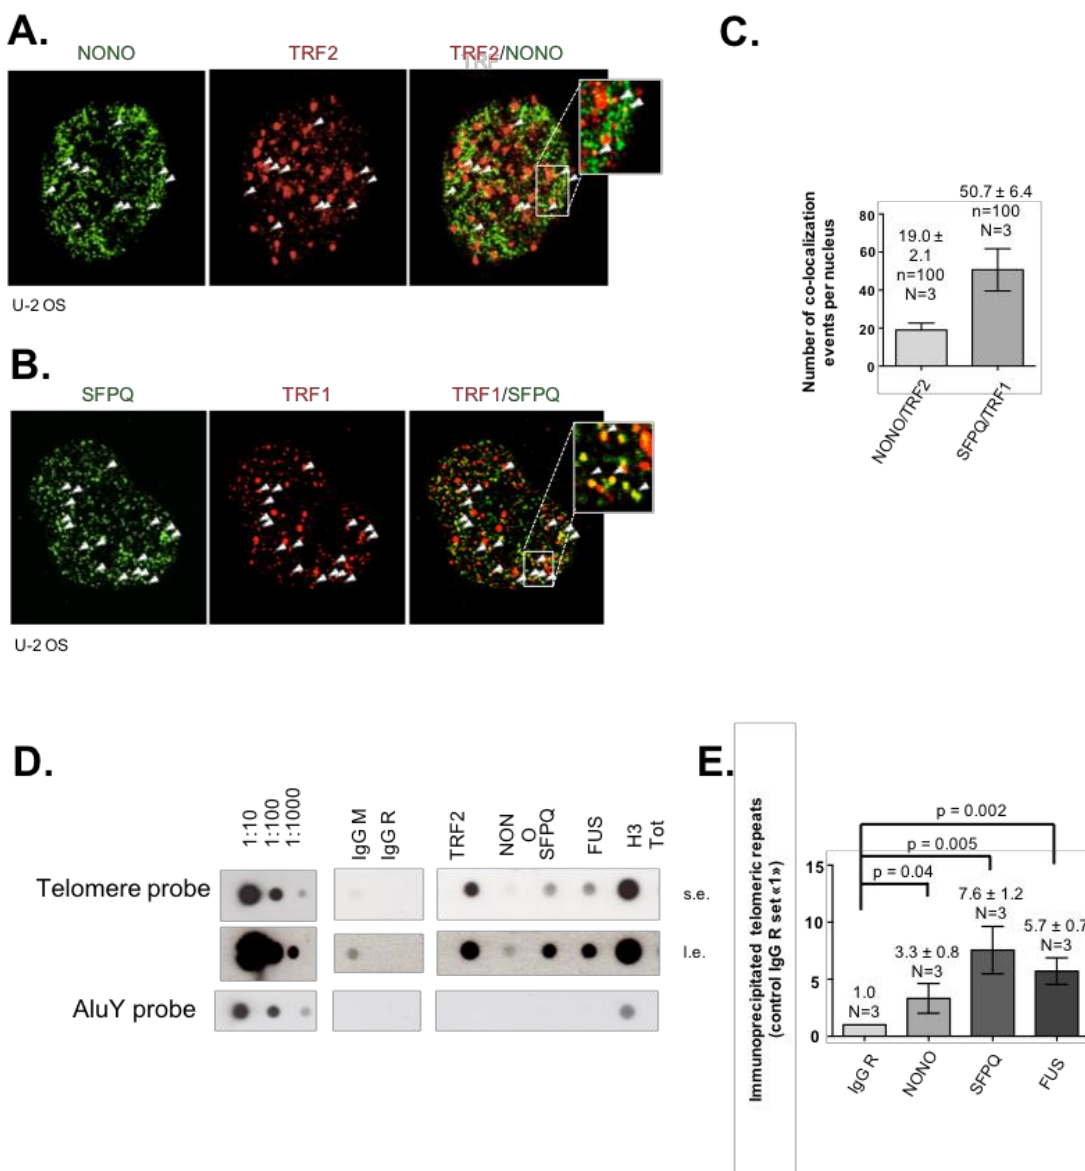 A.
NONO
TRF2
TRF2/NONO
TRF
U-2 OS
B.
SFPQ
TRF1
TRF1/SFPQ
U-2 OS
C.
Number of co-localization
events per nucleus
80
60
40
20
0
19.0 ±
2.1
n=100
N=3
50.7 ± 6.4
n=100
N=3
NONO/TRF2
SFPQ/TRF1
D.
1:10
1:100
1:1000
IgG M
IgG R
TRF2
NON
O
SFPQ
FUS
H3
Tot
Telomere probe
s.e.
l.e.
AluY probe
E.
Immunoprecipitated telomeric repeats
(control IgG R set «1»)
p = 0.002
p = 0.005
p = 0.04
15
10
5
0
1.0
N=3
3.3 ± 0.8
N=3
7.6 ± 1.2
N=3
5.7 ± 0.7
N=3
IgG R
NONO
SFPQ
FUS